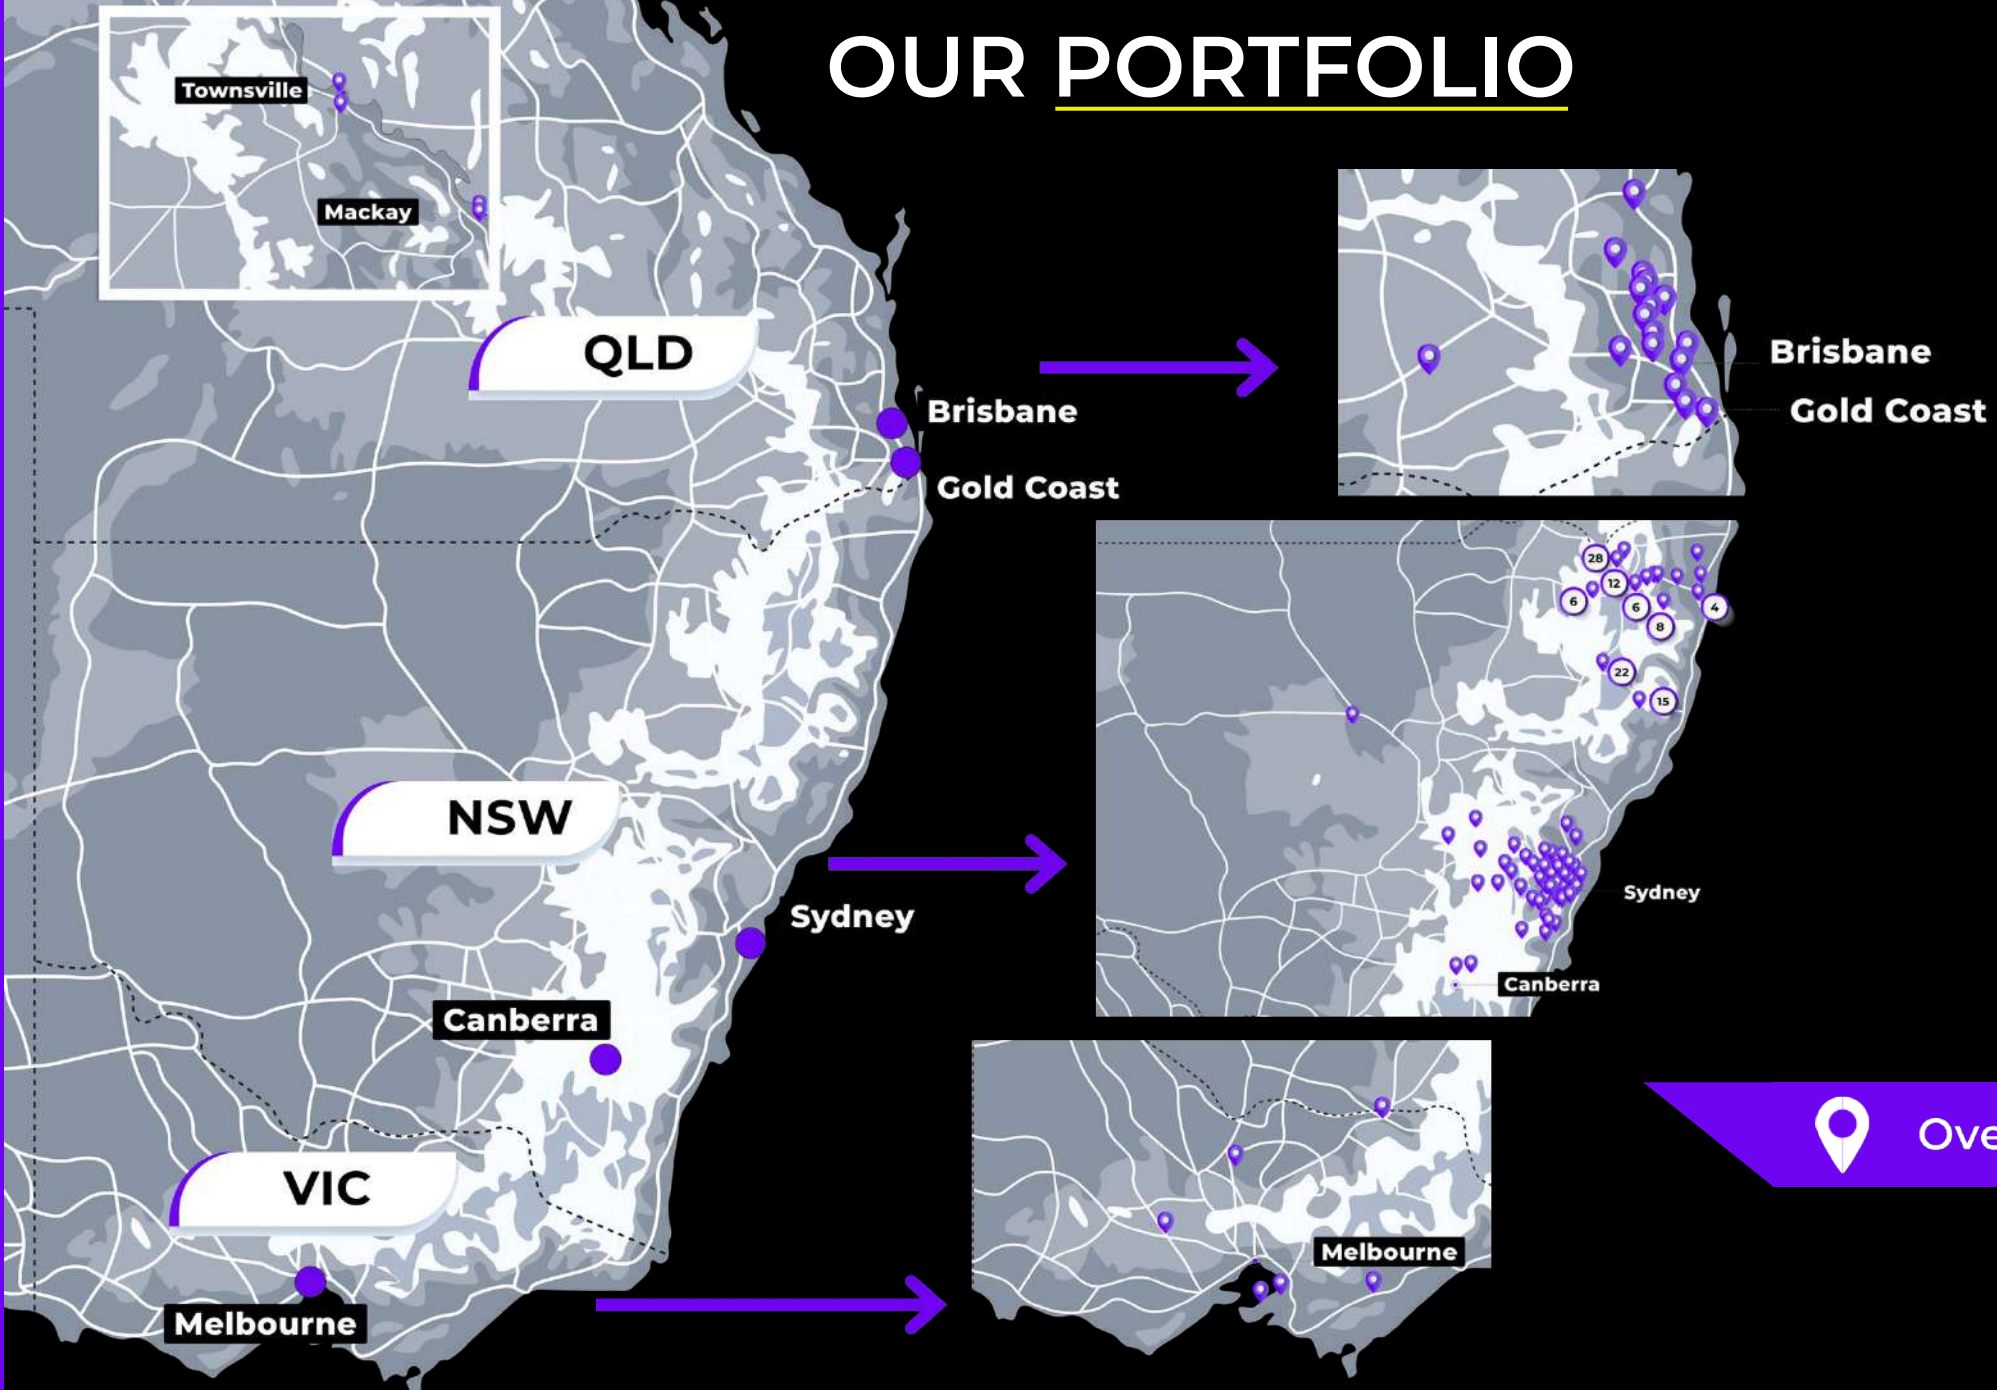 OUR PORTFOLIO
Townsville
Mackay
QLD
Brisbane
Gold Coast
Brisbane
Gold Coast
28
12
6
6
4
8
22
15
NSW
Sydney
Sydney
Canberra
Canberra
VIC
Melbourne
Melbourne
Ove